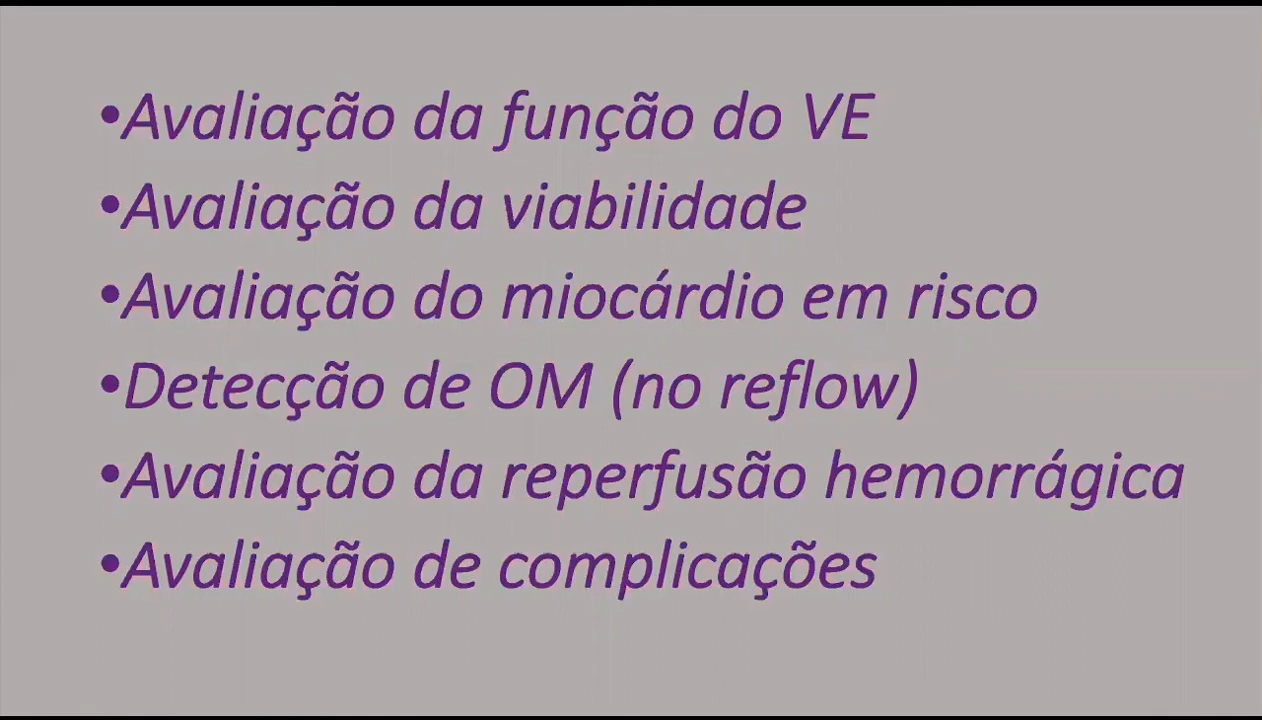 •Avaliação da função do VE
•Avaliação da viabilidade
•Avaliação do miocárdio em risco
•Detecção de OM (no reflow)
•Avaliação da reperfusão hemorrágica
•Avaliação de complicações